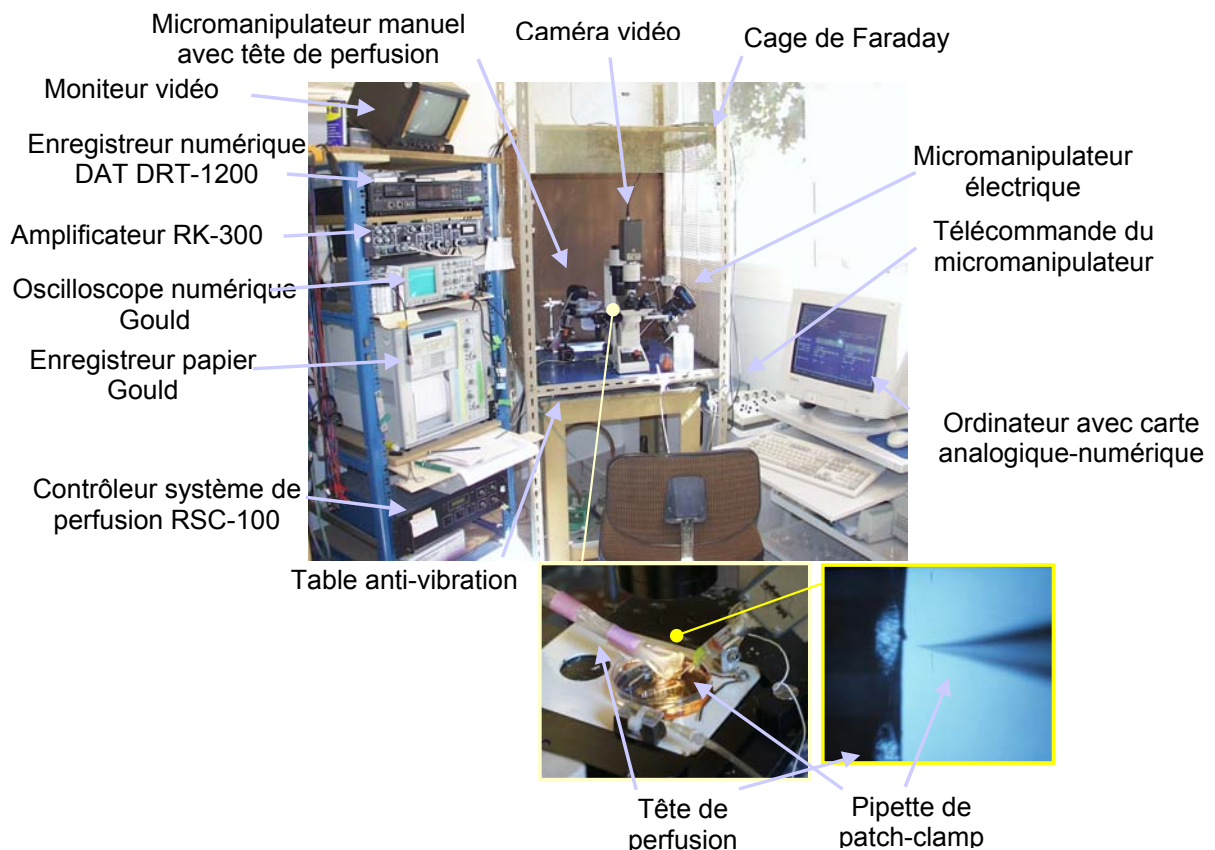 Micromanipulateur manuel
avec tête de perfusion
Caméra vidéo
Cage de Faraday
Moniteur vidéo
Enregistreur numérique
DAT DRT-1200
Amplificateur RK-300
Oscilloscope numérique
Gould
Enregistreur papier
Gould
Contrôleur système de
perfusion RSC-100
Table anti-vibration
Micromanipulateur
électrique
Télécommande du
micromanipulateur
Ordinateur avec carte
analogique-numérique
Tête de
perfusion
Pipette de
patch-clamp